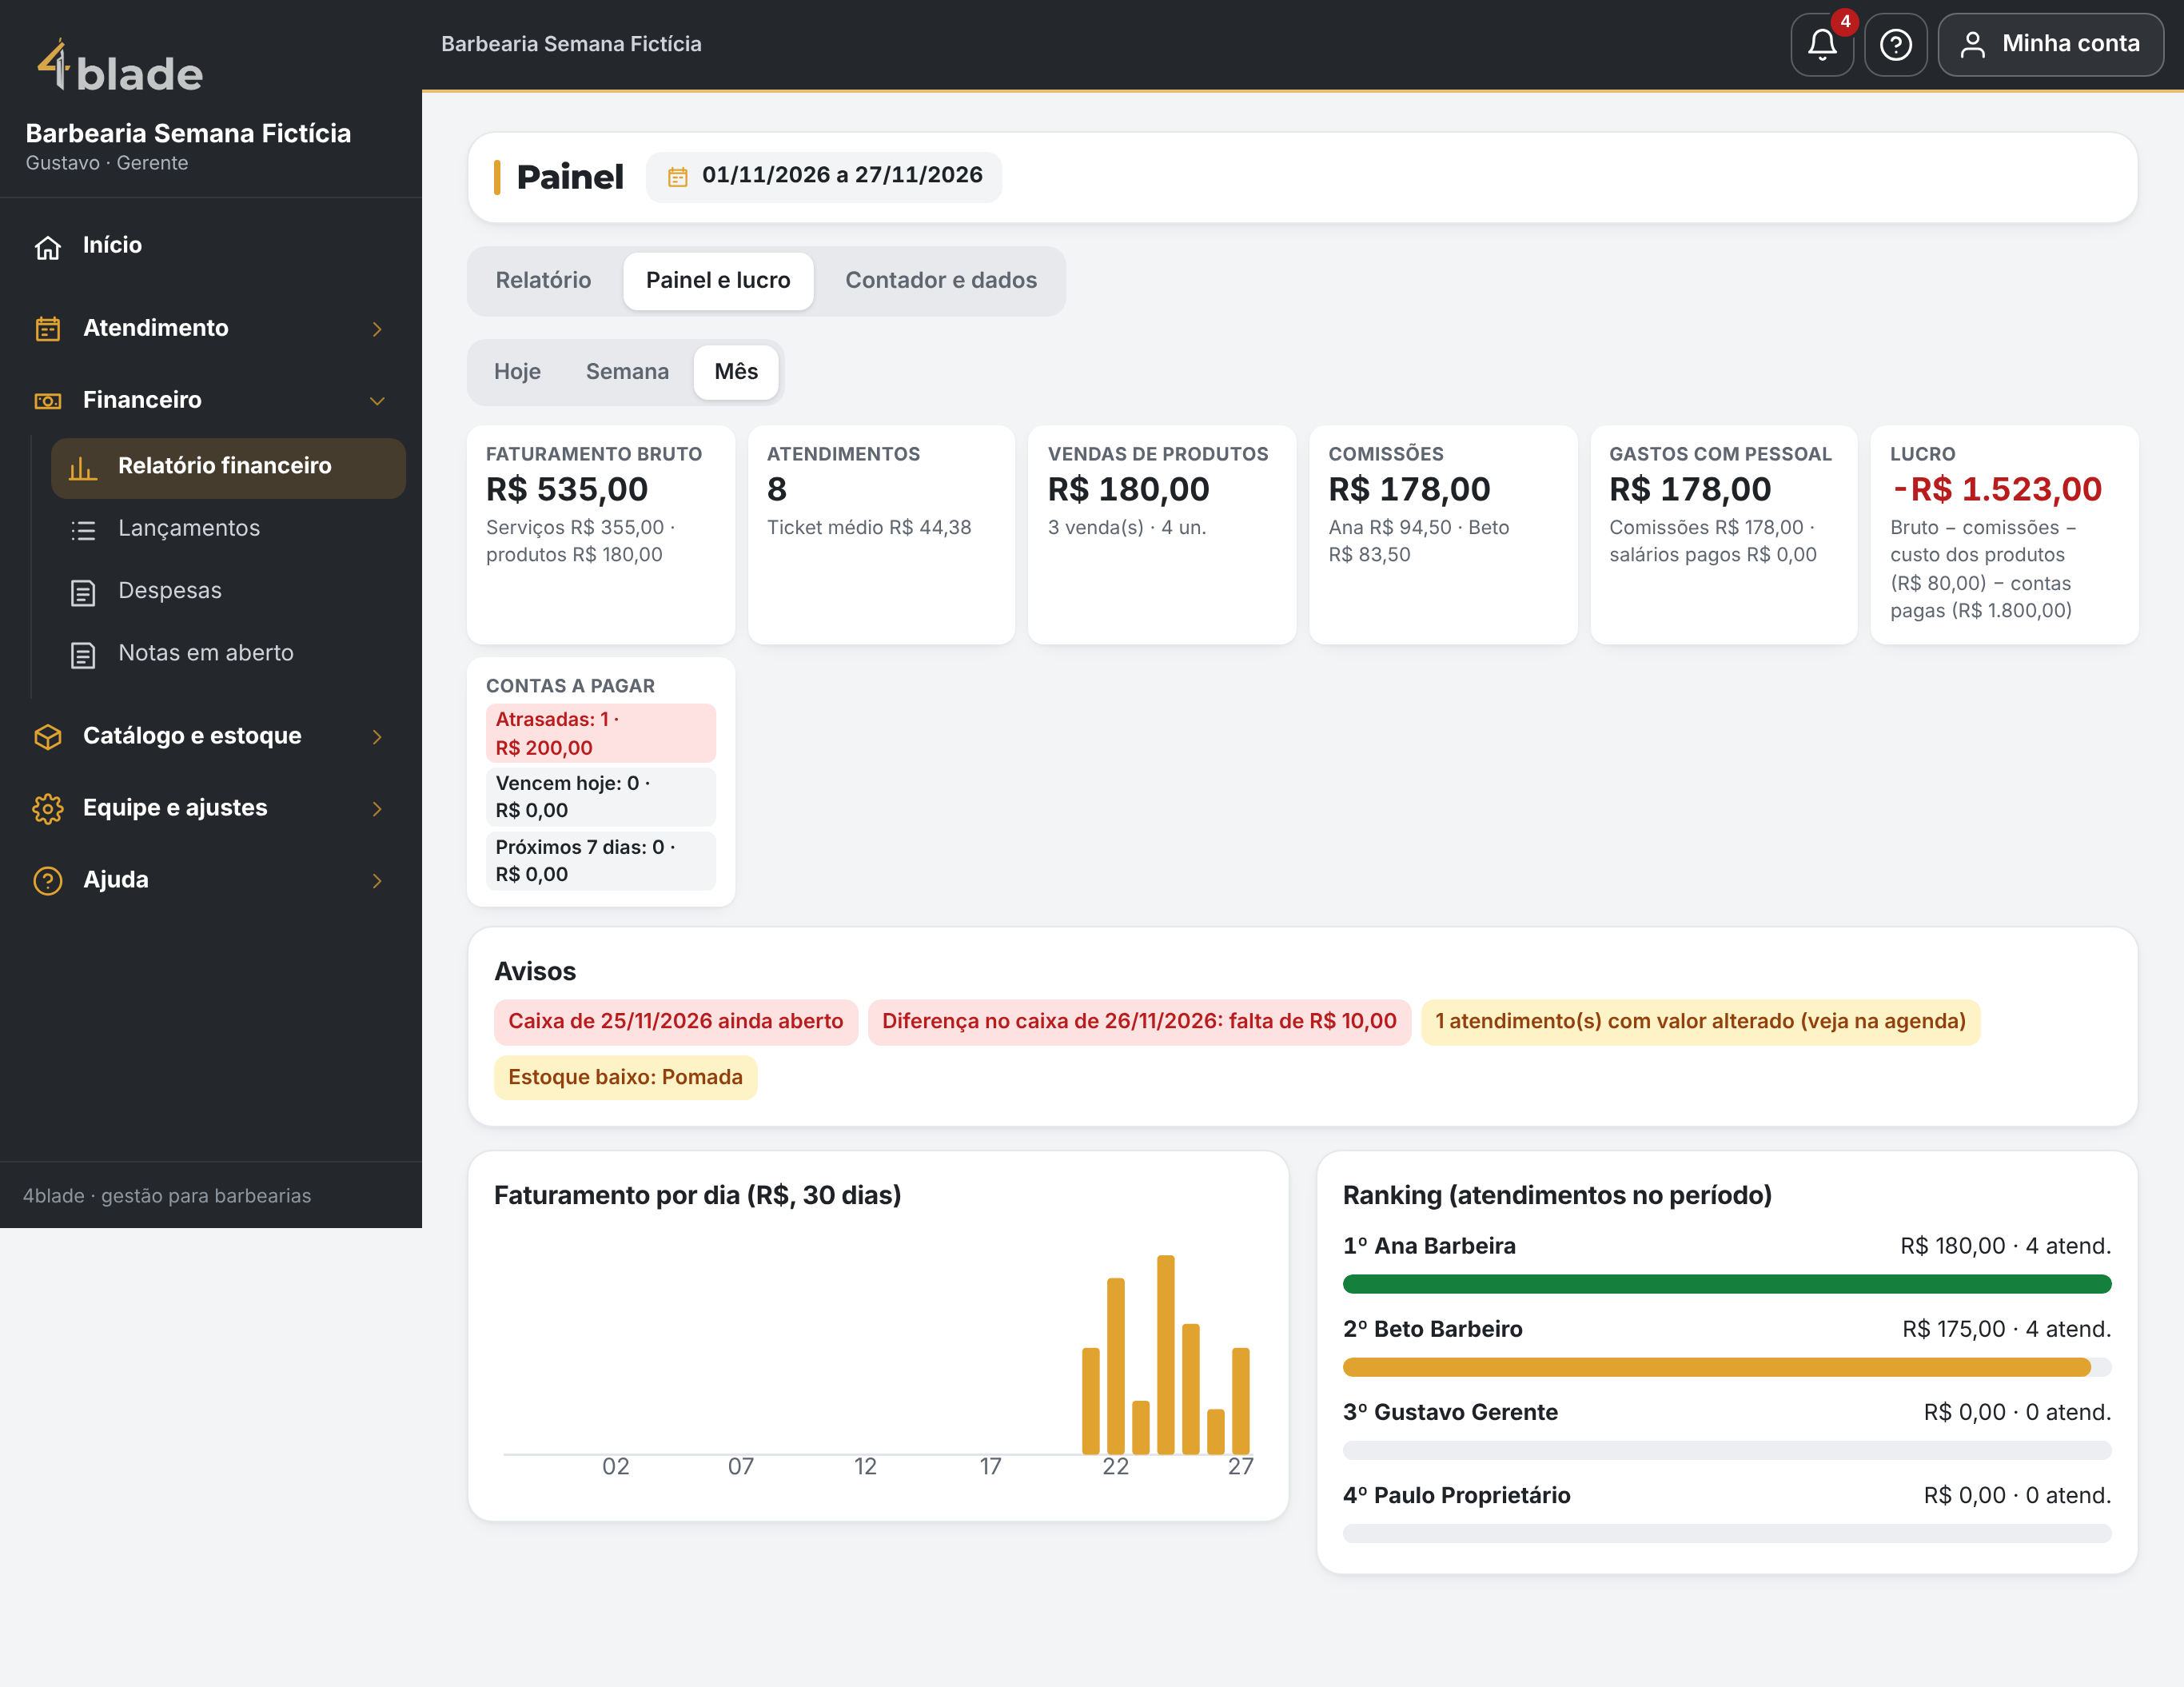 4blade
Barbearia Semana Fictícia
Gustavo · Gerente
Início
Atendimento
Financeiro
Relatório financeiro
Lançamentos
Despesas
Notas em aberto
Catálogo e estoque
Equipe e ajustes
Ajuda
4blade · gestão para barbearias
Barbearia Semana Fictícia
4
Minha conta
Painel
01/11/2026 a 27/11/2026
Relatório
Painel e lucro
Contador e dados
Hoje
Semana
Mês
FATURAMENTO BRUTO
R$ 535,00
Serviços R$ 355,00 ·
produtos R$ 180,00
ATENDIMENTOS
8
Ticket médio R$ 44,38
VENDAS DE PRODUTOS
R$ 180,00
3 venda(s) · 4 un.
COMISSÕES
R$ 178,00
Ana R$ 94,50 · Beto
R$ 83,50
GASTOS COM PESSOAL
R$ 178,00
Comissões R$ 178,00 ·
salários pagos R$ 0,00
LUCRO
-R$ 1.523,00
Bruto − comissões −
custo dos produtos
(R$ 80,00) − contas
pagas (R$ 1.800,00)
CONTAS A PAGAR
Atrasadas: 1 ·
R$ 200,00
Vencem hoje: 0 ·
R$ 0,00
Próximos 7 dias: 0 ·
R$ 0,00
Avisos
Caixa de 25/11/2026 ainda aberto
Diferença no caixa de 26/11/2026: falta de R$ 10,00
1 atendimento(s) com valor alterado (veja na agenda)
Estoque baixo: Pomada
Faturamento por dia (R$, 30 dias)
02 07 12 17 22 27
Ranking (atendimentos no período)
1º Ana Barbeira R$ 180,00 · 4 atend.
2º Beto Barbeiro R$ 175,00 · 4 atend.
3º Gustavo Gerente R$ 0,00 · 0 atend.
4º Paulo Proprietário R$ 0,00 · 0 atend.